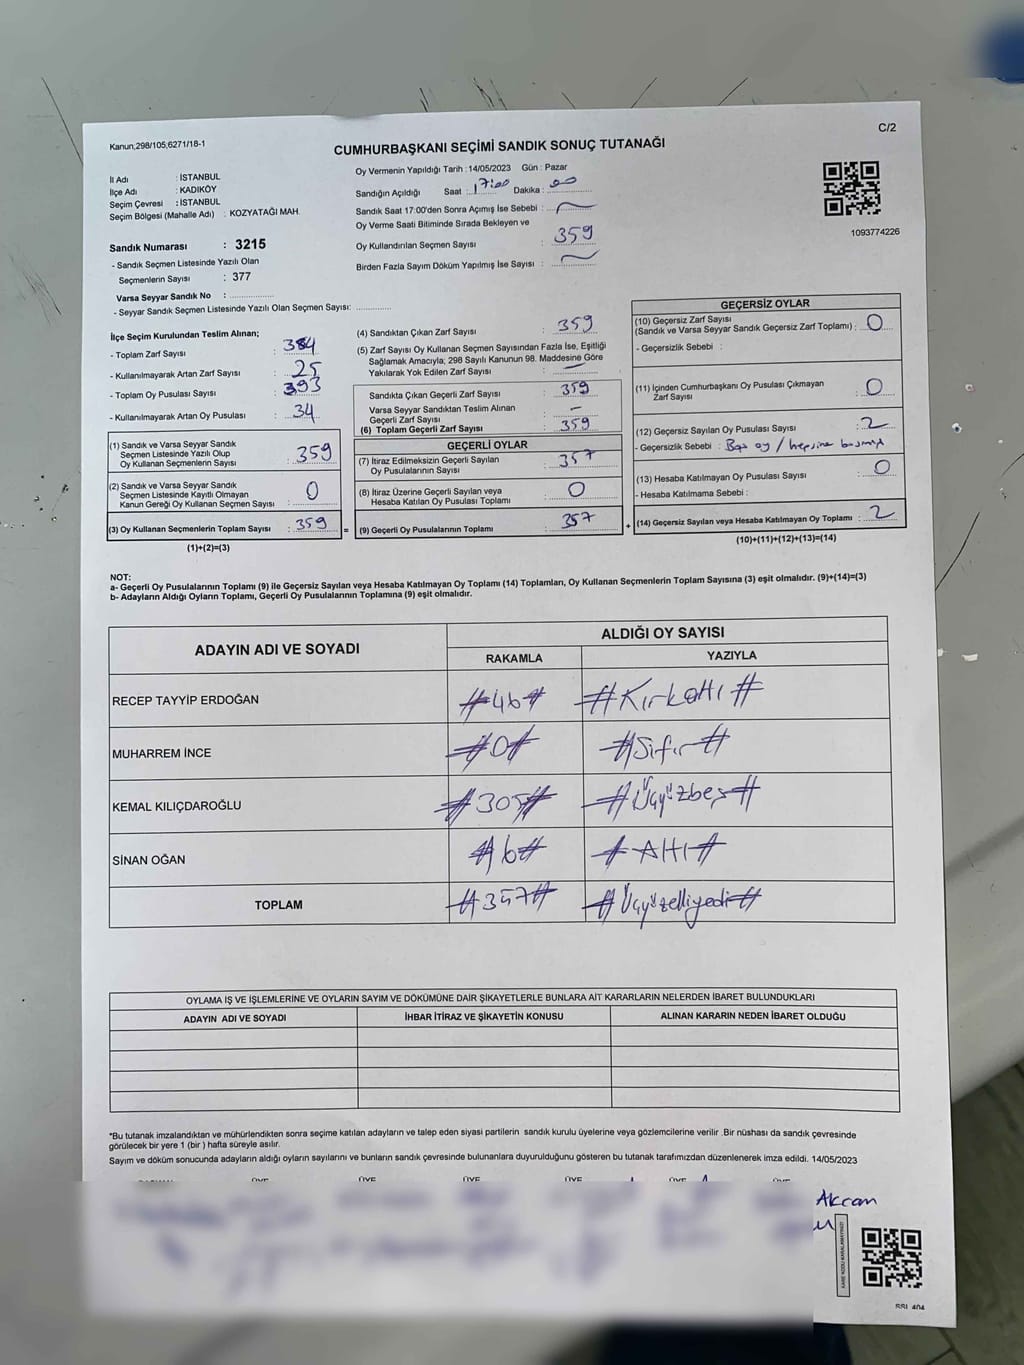 Kanun;298/105;6271/18-1
C/2
CUMHURBAŞKANI SEÇİMİ SANDIK SONUÇ TUTANAĞI
İl Adı : İSTANBUL
İlçe Adı : KADIKÖY
Seçim Çevresi : İSTANBUL
Seçim Bölgesi (Mahalle Adı) : KOZYATAĞI MAH.
Sandık Numarası : 3215
- Sandık Seçmen Listesinde Yazılı Olan
Seçmenlerin Sayısı : 377
Varsa Seyyar Sandık No :
- Seyyar Sandık Seçmen Listesinde Yazılı Olan Seçmen Sayısı:
Oy Vermenin Yapıldığı Tarih : 14/05/2023 Gün : Pazar
Sandığın Açıldığı Saat : 17:00 Dakika : 00
Sandık Saat 17:00'den Sonra Açılmış İse Sebebi :
Oy Verme Saati Bitiminde Sırada Bekleyen ve
Oy Kullandırılan Seçmen Sayısı : 359
Birden Fazla Sayım Döküm Yapılmış İse Sayısı :
1093774226
İlçe Seçim Kurulundan Teslim Alınan;
- Toplam Zarf Sayısı : 384
- Kullanılmayarak Artan Zarf Sayısı : 25
- Toplam Oy Pusulası Sayısı : 393
- Kullanılmayarak Artan Oy Pusulası : 34
(1) Sandık ve Varsa Seyyar Sandık
Seçmen Listesinde Yazılı Olup
Oy Kullanan Seçmenlerin Sayısı : 359
(2) Sandık ve Varsa Seyyar Sandık
Seçmen Listesinde Kayıtlı Olmayan
Kanun Gereği Oy Kullanan Seçmen Sayısı : 0
(3) Oy Kullanan Seçmenlerin Toplam Sayısı : 359 =
(1)+(2)=(3)
(4) Sandıktan Çıkan Zarf Sayısı : 359
(5) Zarf Sayısı Oy Kullanan Seçmen Sayısından Fazla İse, Eşitliği
Sağlamak Amacıyla; 298 Sayılı Kanunun 98. Maddesine Göre
Yakılarak Yok Edilen Zarf Sayısı : —
Sandıkta Çıkan Geçerli Zarf Sayısı : 359
Varsa Seyyar Sandıktan Teslim Alınan
Geçerli Zarf Sayısı : -
(6) Toplam Geçerli Zarf Sayısı : 359
GEÇERLİ OYLAR
(7) İtiraz Edilmeksizin Geçerli Sayılan
Oy Pusulalarının Sayısı : 357
(8) İtiraz Üzerine Geçerli Sayılan veya
Hesaba Katılan Oy Pusulası Toplamı : 0
(9) Geçerli Oy Pusulalarının Toplamı : 357 +
GEÇERSİZ OYLAR
(10) Geçersiz Zarf Sayısı
(Sandık ve Varsa Seyyar Sandık Geçersiz Zarf Toplamı) : 0
- Geçersizlik Sebebi :
(11) İçinden Cumhurbaşkanı Oy Pusulası Çıkmayan
Zarf Sayısı : 0
(12) Geçersiz Sayılan Oy Pusulası Sayısı : 2
- Geçersizlik Sebebi : Boş oy / hepsine basmış
(13) Hesaba Katılmayan Oy Pusulası Sayısı : 0
- Hesaba Katılmama Sebebi :
(14) Geçersiz Sayılan veya Hesaba Katılmayan Oy Toplamı : 2
(10)+(11)+(12)+(13)=(14)
NOT:
a- Geçerli Oy Pusulalarının Toplamı (9) ile Geçersiz Sayılan veya Hesaba Katılmayan Oy Toplamı (14) Toplamları, Oy Kullanan Seçmenlerin Toplam Sayısına (3) eşit olmalıdır. (9)+(14)=(3)
b- Adayların Aldığı Oyların Toplamı, Geçerli Oy Pusulalarının Toplamına (9) eşit olmalıdır.
ADAYIN ADI VE SOYADI ALDIĞI OY SAYISI
RAKAMLA YAZIYLA
RECEP TAYYİP ERDOĞAN #46# #Kırkaltı#
MUHARREM İNCE #0# #Sıfır#
KEMAL KILIÇDAROĞLU #305# #Üçyüzbeş#
SİNAN OĞAN #6# #Altı#
TOPLAM #357# #Üçyüzelliyedi#
OYLAMA İŞ VE İŞLEMLERİNE VE OYLARIN SAYIM VE DÖKÜMÜNE DAİR ŞİKAYETLERLE BUNLARA AİT KARARLARIN NELERDEN İBARET BULUNDUKLARI
ADAYIN ADI VE SOYADI İHBAR İTİRAZ VE ŞİKAYETİN KONUSU ALINAN KARARIN NEDEN İBARET OLDUĞU
*Bu tutanak imzalandıktan ve mühürlendikten sonra seçime katılan adayların ve talep eden siyasi partilerin sandık kurulu üyelerine veya gözlemcilerine verilir .Bir nüshası da sandık çevresinde
görülecek bir yere 1 (bir ) hafta süreyle asılır.
Sayım ve döküm sonucunda adayların aldığı oyların sayılarını ve bunların sandık çevresinde bulunanlara duyurulduğunu gösteren bu tutanak tarafımızdan düzenlenerek imza edildi. 14/05/2023
ÜYE ÜYE ÜYE ÜYE ÜYE ÜYE
Akcan
KARE KODU KARALAMAYINIZ!